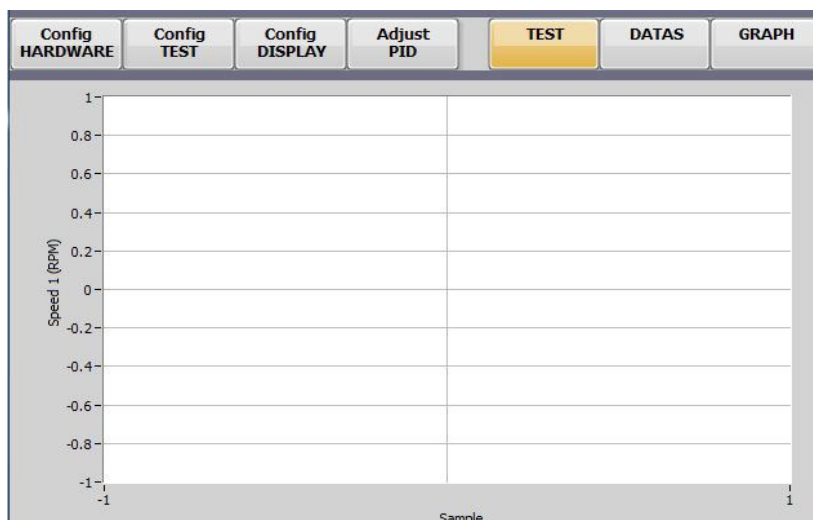 Config
HARDWARE
Config
TEST
Config
DISPLAY
Adjust
PID
TEST
DATAS
GRAPH
1
0.8
0.6
0.4
0.2
0
-0.2
-0.4
-0.6
-0.8
-1
Speed 1 (RPM)
-1
1
Sample